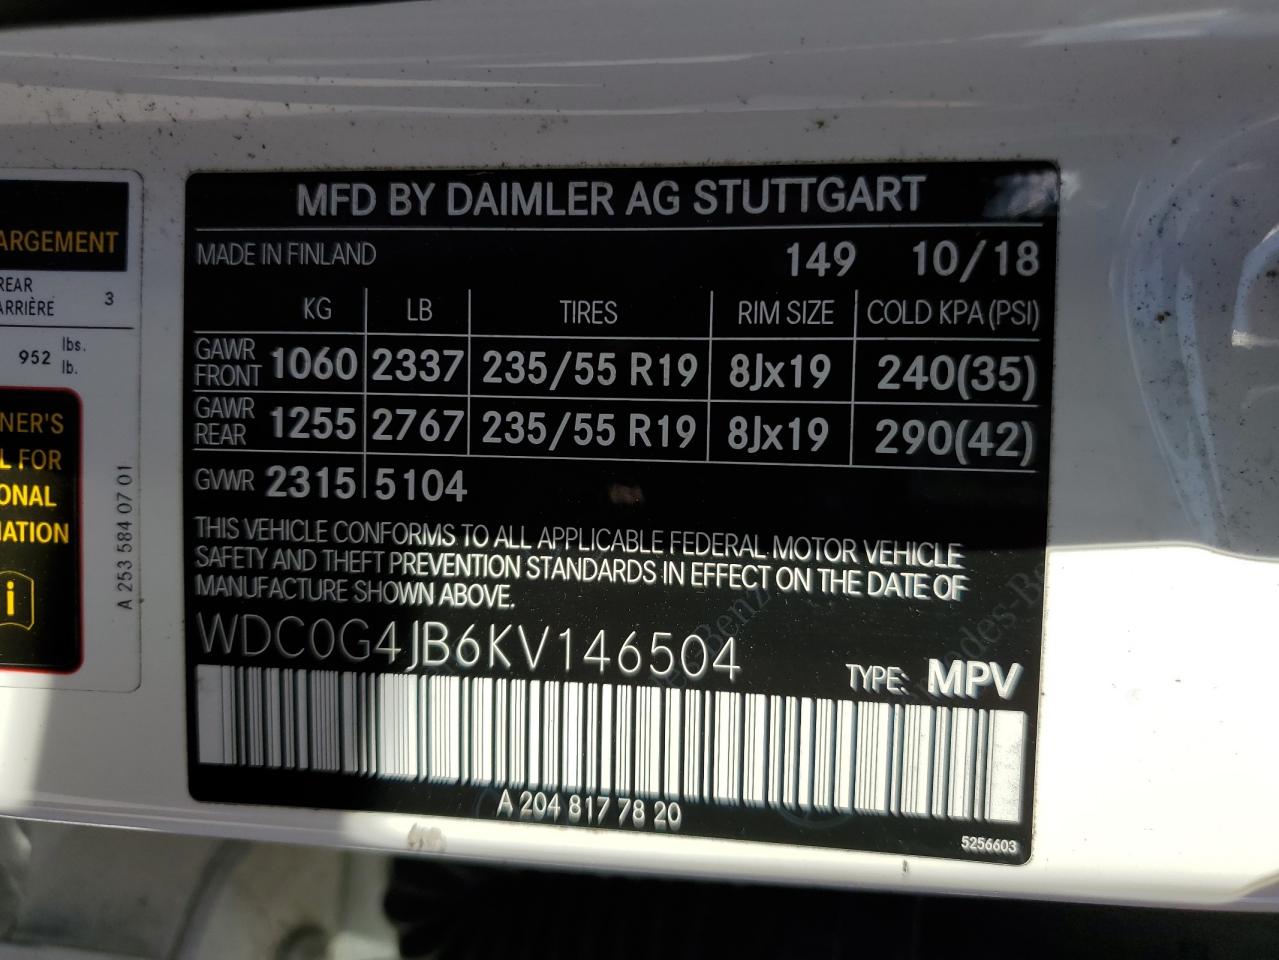 ARGEMENT
REAR
ARRIÈRE 3
952 lbs.
lb.
NER'S
L FOR
ONAL
MATION
i
A 253 584 07 01
MFD BY DAIMLER AG STUTTGART
MADE IN FINLAND 149 10/18
KG LB TIRES RIM SIZE COLD KPA (PSI)
GAWR FRONT 1060 2337 235/55 R19 8Jx19 240(35)
GAWR REAR 1255 2767 235/55 R19 8Jx19 290(42)
GVWR 2315 5104
THIS VEHICLE CONFORMS TO ALL APPLICABLE FEDERAL MOTOR VEHICLE
SAFETY AND THEFT PREVENTION STANDARDS IN EFFECT ON THE DATE OF
MANUFACTURE SHOWN ABOVE.
WDC0G4JB6KV146504
TYPE: MPV
A 204 817 78 20
5256603